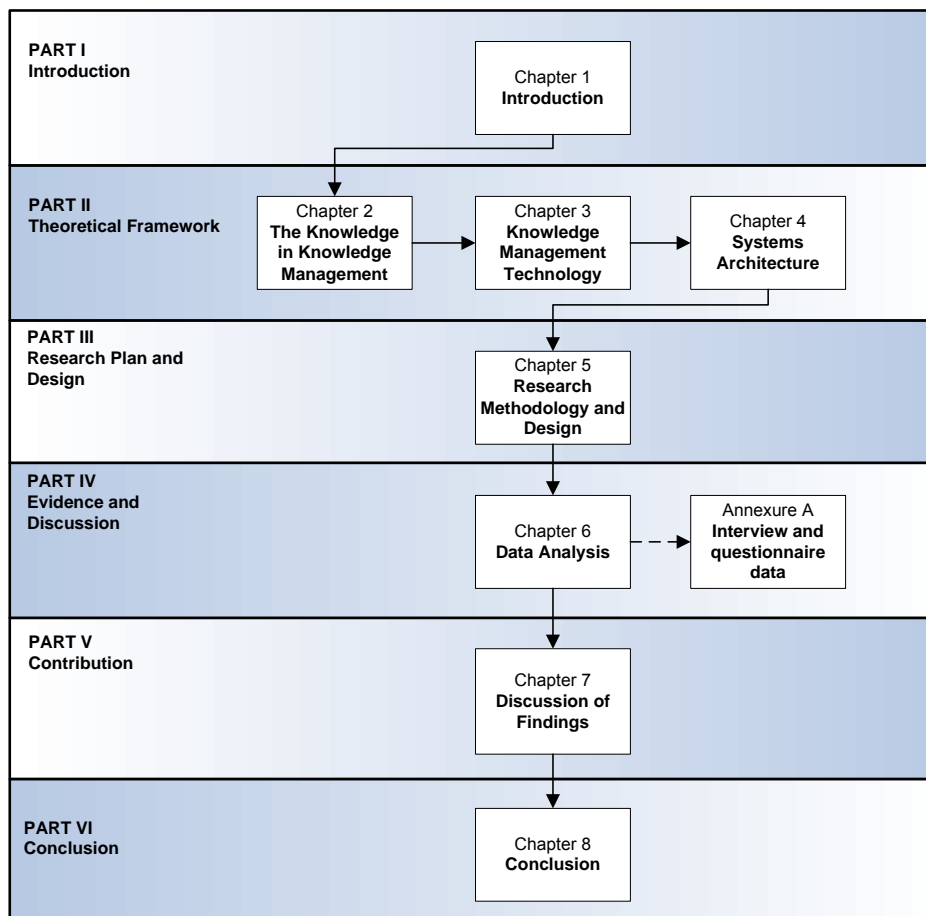 PART I
Introduction
Chapter 1
Introduction
PART II
Theoretical Framework
Chapter 2
The Knowledge
in Knowledge
Management
Chapter 3
Knowledge
Management
Technology
Chapter 4
Systems
Architecture
PART III
Research Plan and
Design
Chapter 5
Research
Methodology and
Design
PART IV
Evidence and
Discussion
Chapter 6
Data Analysis
Annexure A
Interview and
questionnaire
data
PART V
Contribution
Chapter 7
Discussion of
Findings
PART VI
Conclusion
Chapter 8
Conclusion